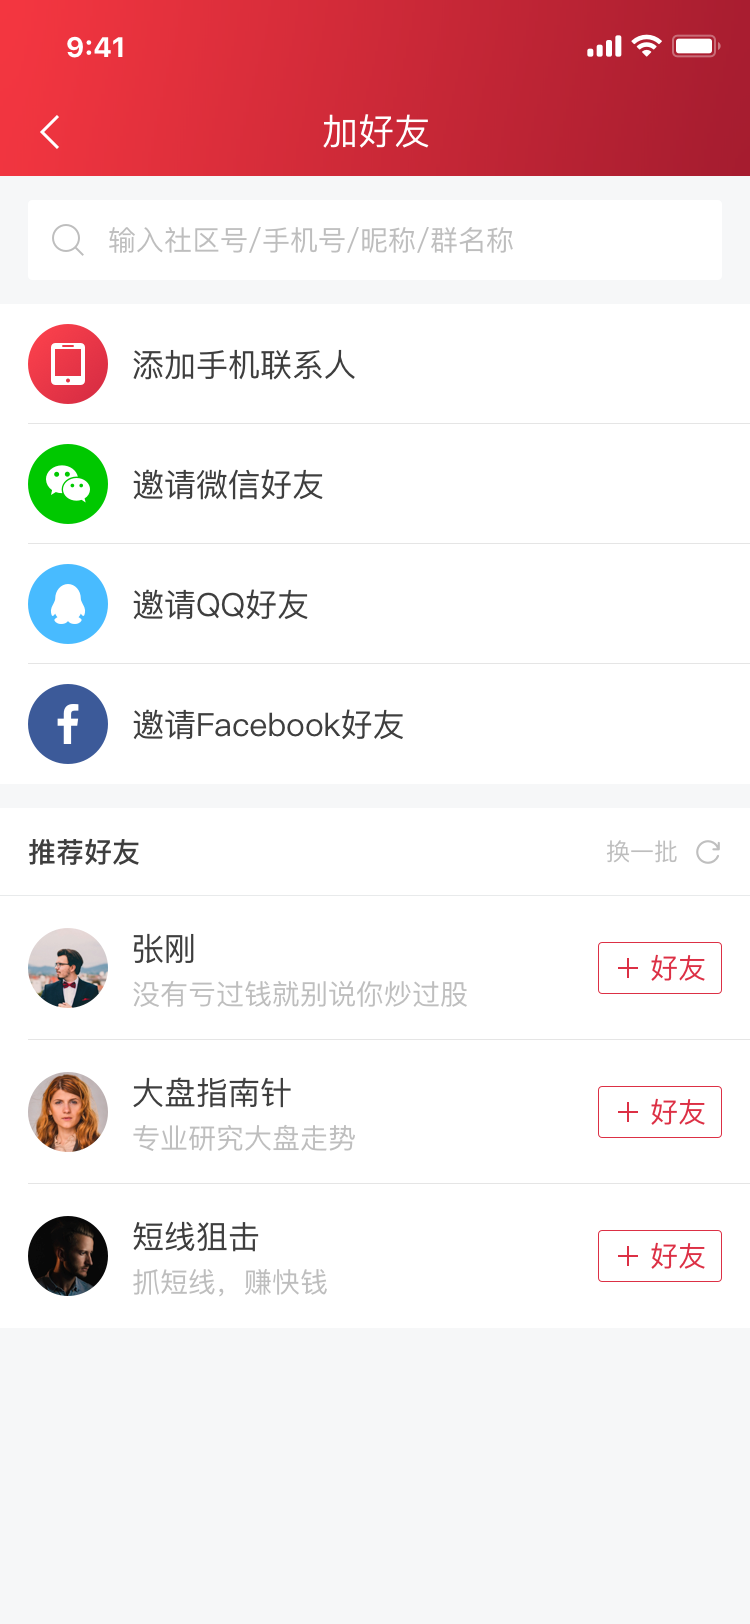 9:41
加好友
输入社区号/手机号/昵称/群名称
添加手机联系人
邀请微信好友
邀请QQ好友
邀请Facebook好友
推荐好友
换一批
张刚
没有亏过钱就别说你炒过股
+ 好友
大盘指南针
专业研究大盘走势
+ 好友
短线狙击
抓短线，赚快钱
+ 好友